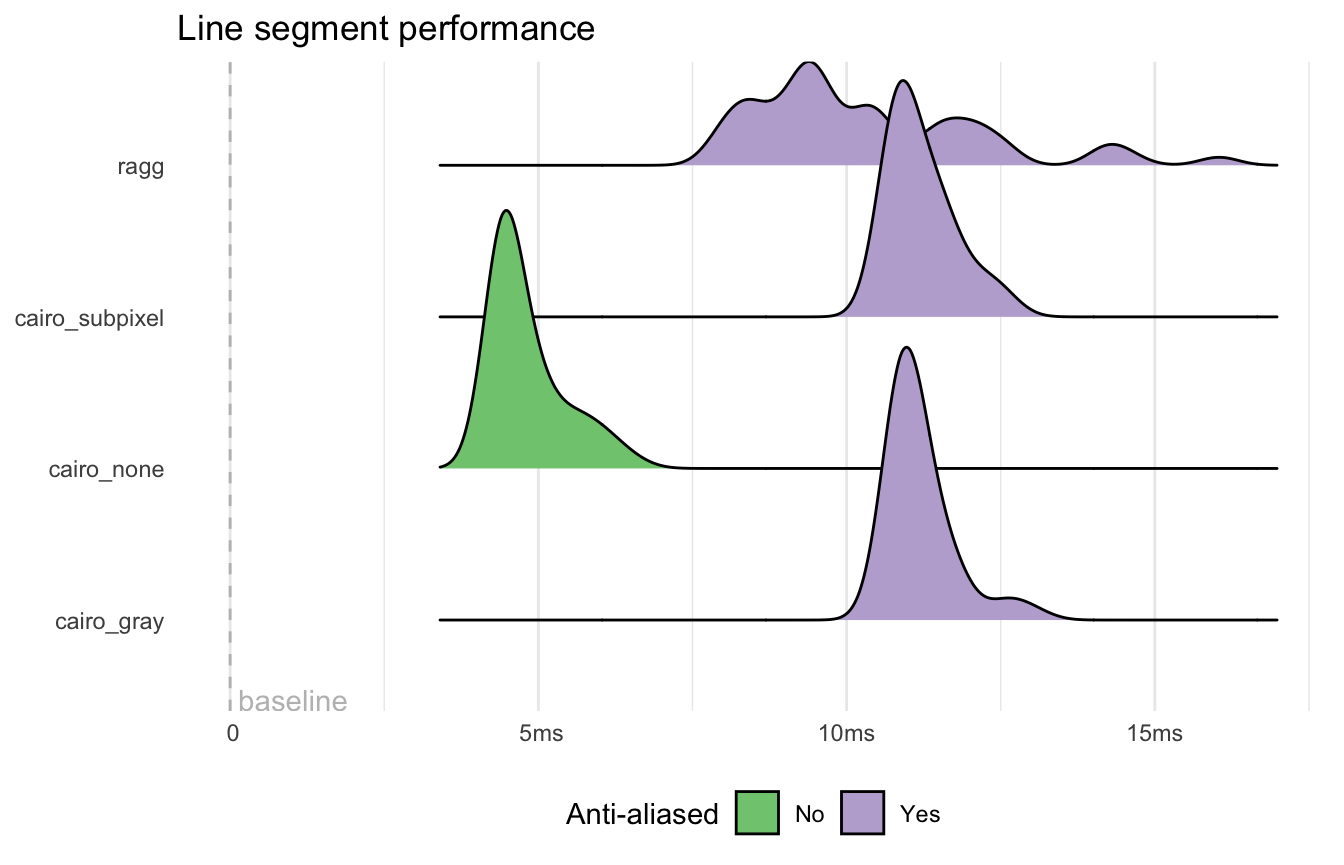 Line segment performance
ragg
cairo_subpixel
cairo_none
cairo_gray
baseline
0 5ms 10ms 15ms
Anti-aliased No Yes